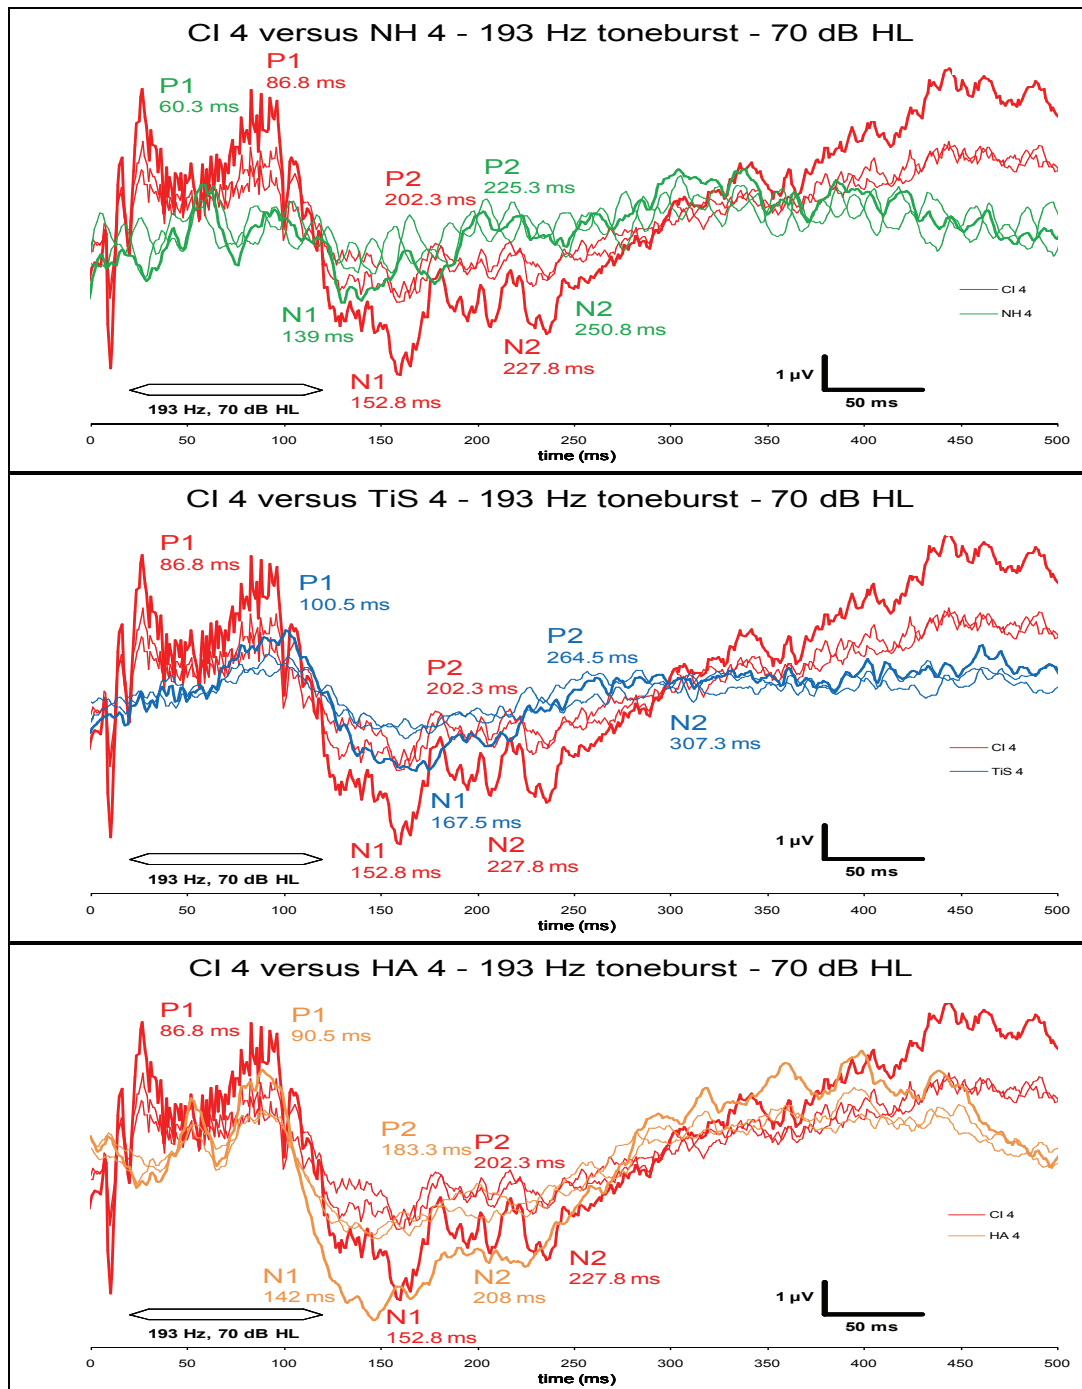 CI 4 versus NH 4 - 193 Hz toneburst - 70 dB HL
P1
86.8 ms
P1
60.3 ms
P2
202.3 ms
P2
225.3 ms
N1
139 ms
N2
250.8 ms
N2
227.8 ms
N1
152.8 ms
CI 4
NH 4
1 µV
50 ms
193 Hz, 70 dB HL
0 50 100 150 200 250 300 350 400 450 500
time (ms)
CI 4 versus TiS 4 - 193 Hz toneburst - 70 dB HL
P1
86.8 ms
P1
100.5 ms
P2
264.5 ms
P2
202.3 ms
N2
307.3 ms
N1
167.5 ms
N1
152.8 ms
N2
227.8 ms
CI 4
TiS 4
1 µV
50 ms
193 Hz, 70 dB HL
0 50 100 150 200 250 300 350 400 450 500
time (ms)
CI 4 versus HA 4 - 193 Hz toneburst - 70 dB HL
P1
86.8 ms
P1
90.5 ms
P2
183.3 ms
P2
202.3 ms
N1
142 ms
N2
208 ms
N2
227.8 ms
N1
152.8 ms
CI 4
HA 4
1 µV
50 ms
193 Hz, 70 dB HL
0 50 100 150 200 250 300 350 400 450 500
time (ms)